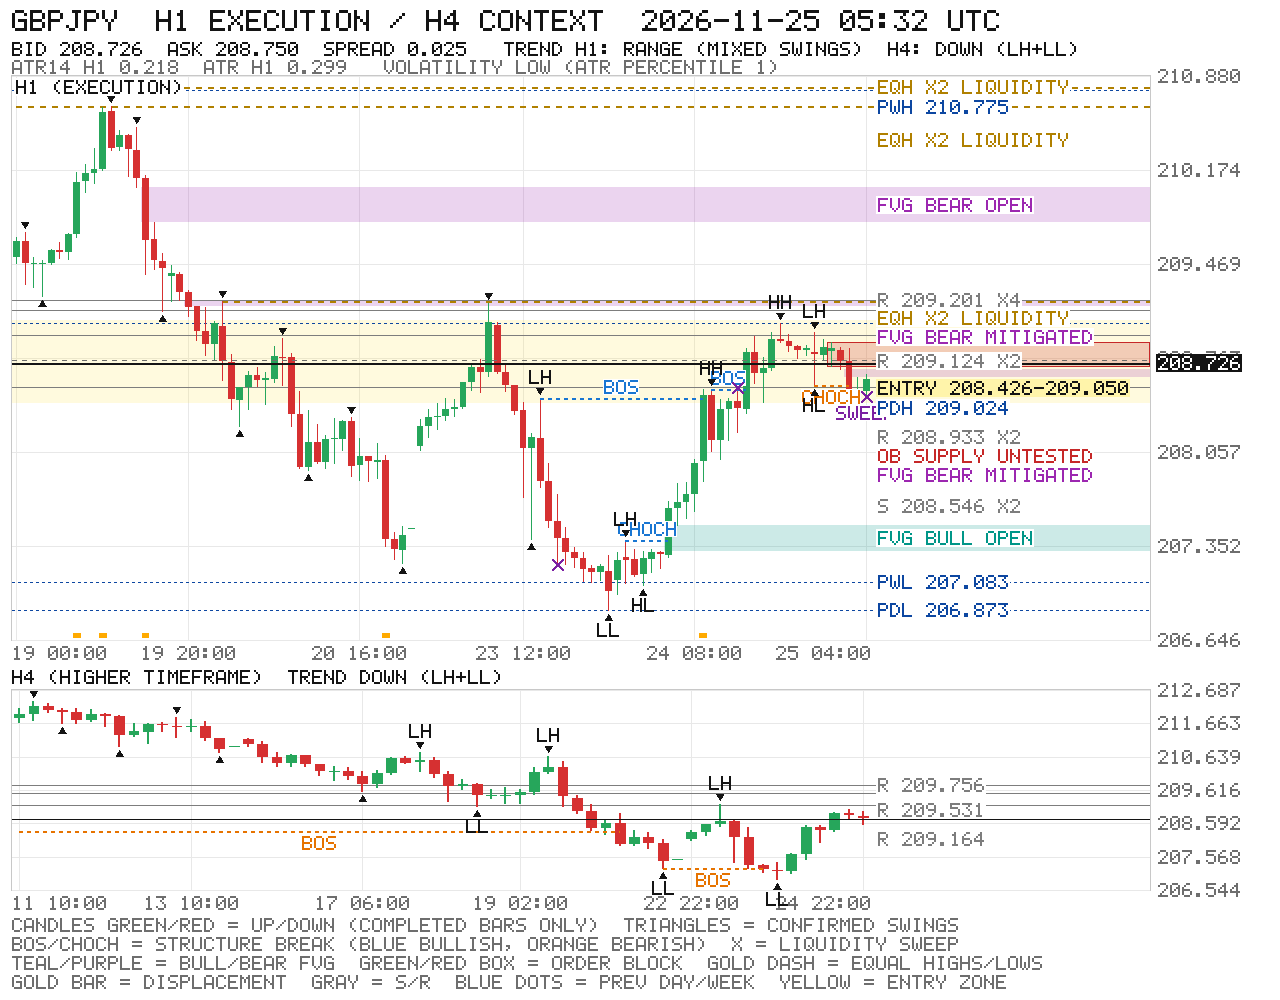 GBPJPY  H1 EXECUTION / H4 CONTEXT  2026-11-25 05:32 UTC
BID 208.726  ASK 208.750  SPREAD 0.025  TREND H1: RANGE (MIXED SWINGS)  H4: DOWN (LH+LL)
ATR14 H1 0.218  ATR H1 0.299  VOLATILITY LOW (ATR PERCENTILE 1)
H1 (EXECUTION)
EQH X2 LIQUIDITY
PWH 210.775
EQH X2 LIQUIDITY
FVG BEAR OPEN
R 209.201 X4
EQH X2 LIQUIDITY
FVG BEAR MITIGATED
R 209.124 X2
ENTRY 208.426-209.050
PDH 209.024
R 208.933 X2
OB SUPPLY UNTESTED
FVG BEAR MITIGATED
S 208.546 X2
FVG BULL OPEN
PWL 207.083
PDL 206.873
210.880
210.174
209.469
208.726
208.057
207.352
206.646
HH
LH
LH
BOS
HH
BOS
CHOCH
HL
LH
CHOCH
HL
LL
19 00:00
19 20:00
20 16:00
23 12:00
24 08:00
25 04:00
H4 (HIGHER TIMEFRAME)  TREND DOWN (LH+LL)
212.687
211.663
210.639
209.616
208.592
207.568
206.544
LH
LH
LH
LL
BOS
LL
BOS
LL
R 209.756
R 209.531
R 209.164
11 10:00
13 10:00
17 06:00
19 02:00
22 22:00
24 22:00
CANDLES GREEN/RED = UP/DOWN (COMPLETED BARS ONLY)  TRIANGLES = CONFIRMED SWINGS
BOS/CHOCH = STRUCTURE BREAK (BLUE BULLISH, ORANGE BEARISH)  X = LIQUIDITY SWEEP
TEAL/PURPLE = BULL/BEAR FVG  GREEN/RED BOX = ORDER BLOCK  GOLD DASH = EQUAL HIGHS/LOWS
GOLD BAR = DISPLACEMENT  GRAY = S/R  BLUE DOTS = PREV DAY/WEEK  YELLOW = ENTRY ZONE